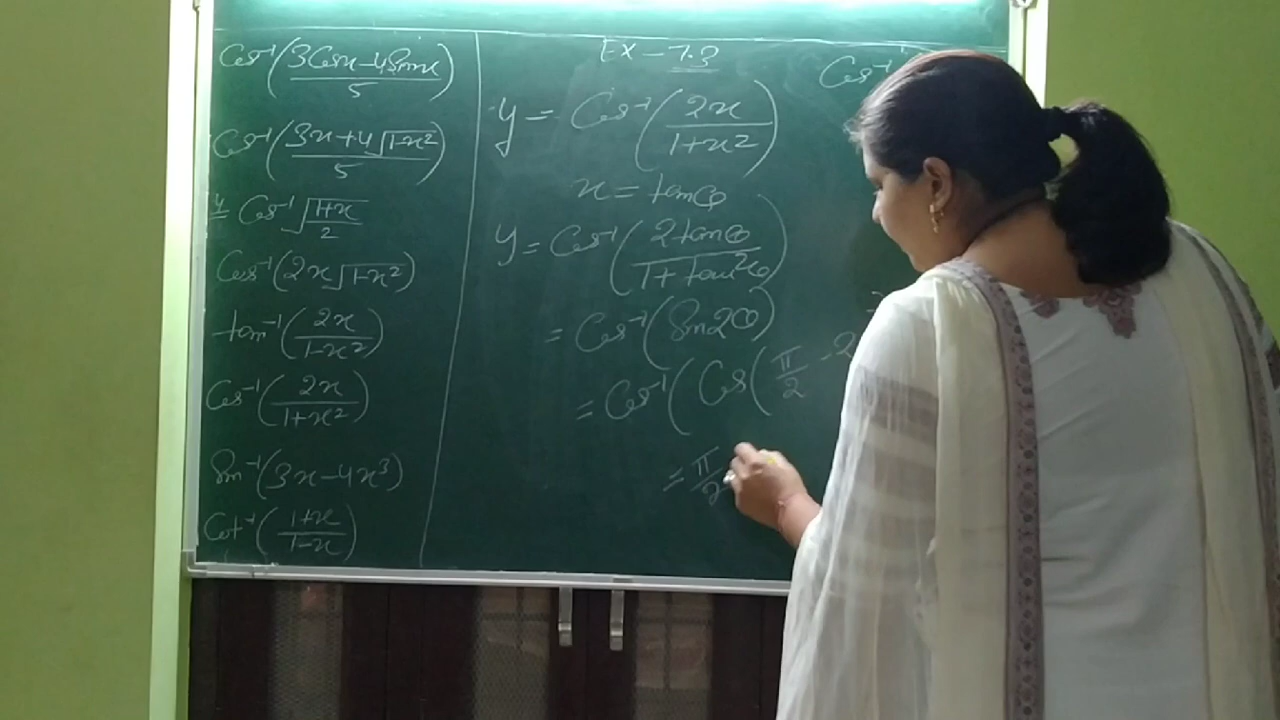 Cos⁻¹((3Cosx-4Sinx)/5)
Cos⁻¹((3x+4√(1-x²))/5)
y= Cos⁻¹√((1+x)/2)
Cos⁻¹(2x√(1-x²))
tan⁻¹(2x/(1-x²))
Cos⁻¹(2x/(1+x²))
Sin⁻¹(3x-4x³)
Cot⁻¹((1+x)/(1-x))
EX-7.3
y = Cos⁻¹(2x/(1+x²))
x = tanθ
y = Cos⁻¹(2tanθ/(1+tan²θ))
= Cos⁻¹(Sin2θ)
= Cos⁻¹(Cos(π/2 - 2
= π/2
Cos⁻¹